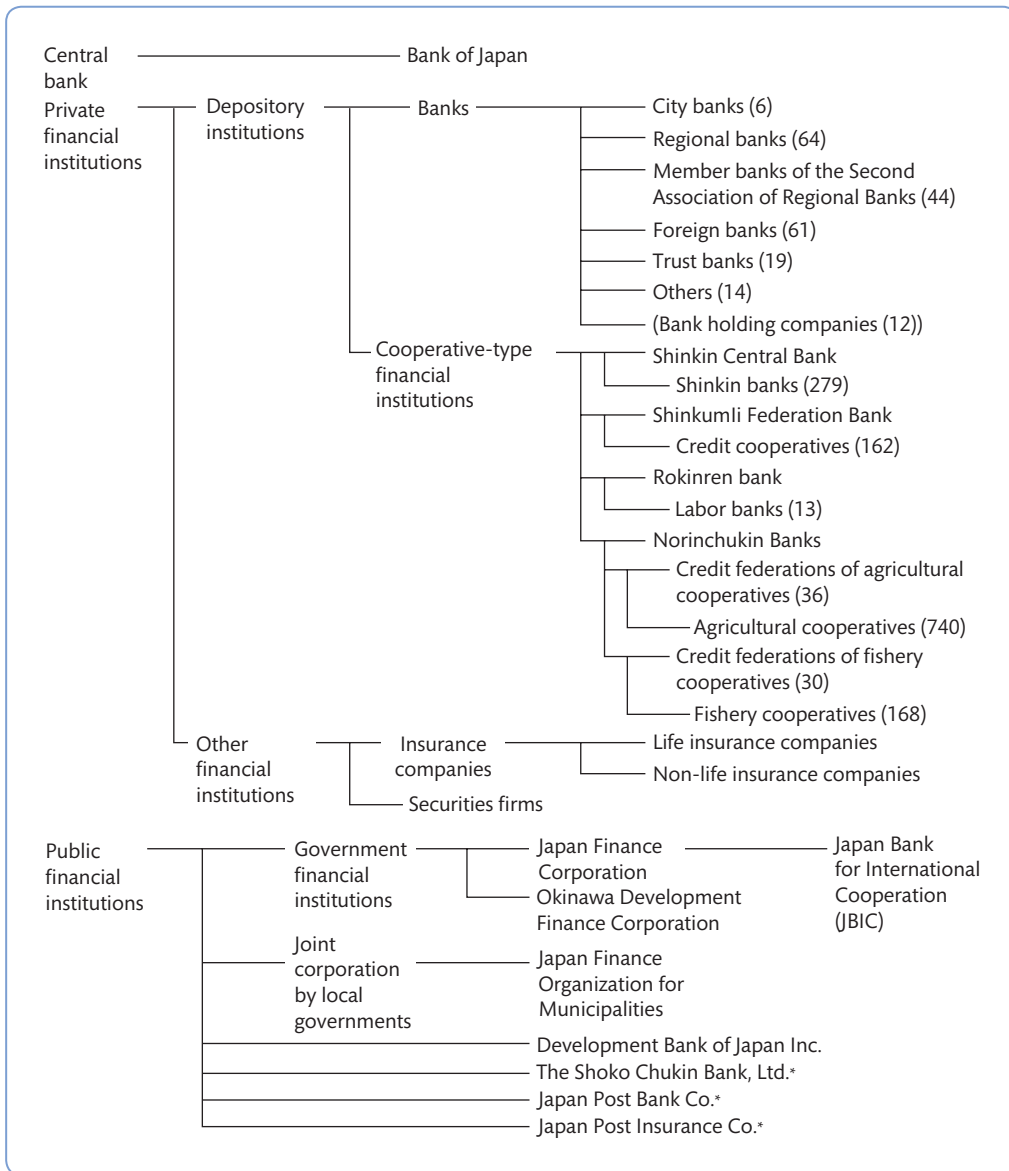 Central
bank
Bank of Japan
Private
financial
institutions
Depository
institutions
Banks
City banks (6)
Regional banks (64)
Member banks of the Second
Association of Regional Banks (44)
Foreign banks (61)
Trust banks (19)
Others (14)
(Bank holding companies (12))
Cooperative-type
financial
institutions
Shinkin Central Bank
Shinkin banks (279)
Shinkumli Federation Bank
Credit cooperatives (162)
Rokinren bank
Labor banks (13)
Norinchukin Banks
Credit federations of agricultural
cooperatives (36)
Agricultural cooperatives (740)
Credit federations of fishery
cooperatives (30)
Fishery cooperatives (168)
Other
financial
institutions
Insurance
companies
Life insurance companies
Non-life insurance companies
Securities firms
Public
financial
institutions
Government
financial
institutions
Japan Finance
Corporation
Japan Bank
for International
Cooperation
(JBIC)
Okinawa Development
Finance Corporation
Joint
corporation
by local
governments
Japan Finance
Organization for
Municipalities
Development Bank of Japan Inc.
The Shoko Chukin Bank, Ltd.*
Japan Post Bank Co.*
Japan Post Insurance Co.*